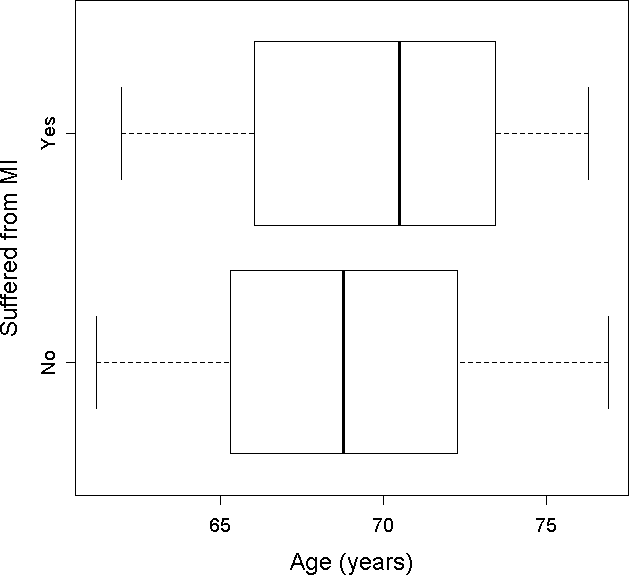 Suffered from MI
Yes
No
65 70 75
Age (years)